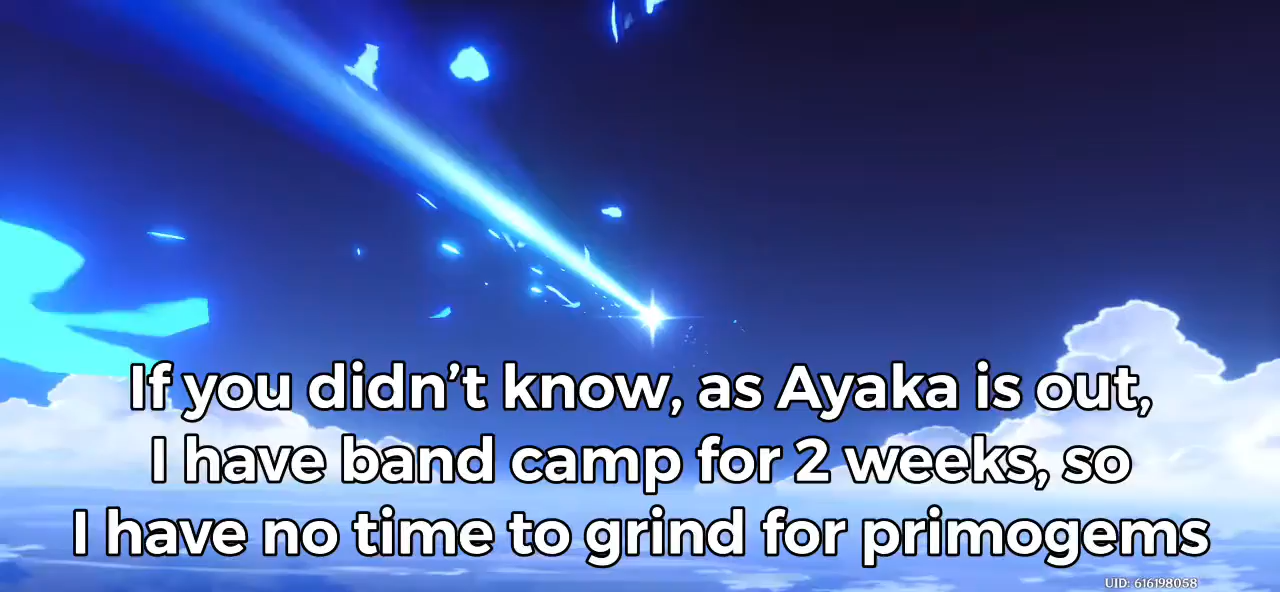 If you didn’t know, as Ayaka is out,
I have band camp for 2 weeks, so
I have no time to grind for primogems
UID: 616198058